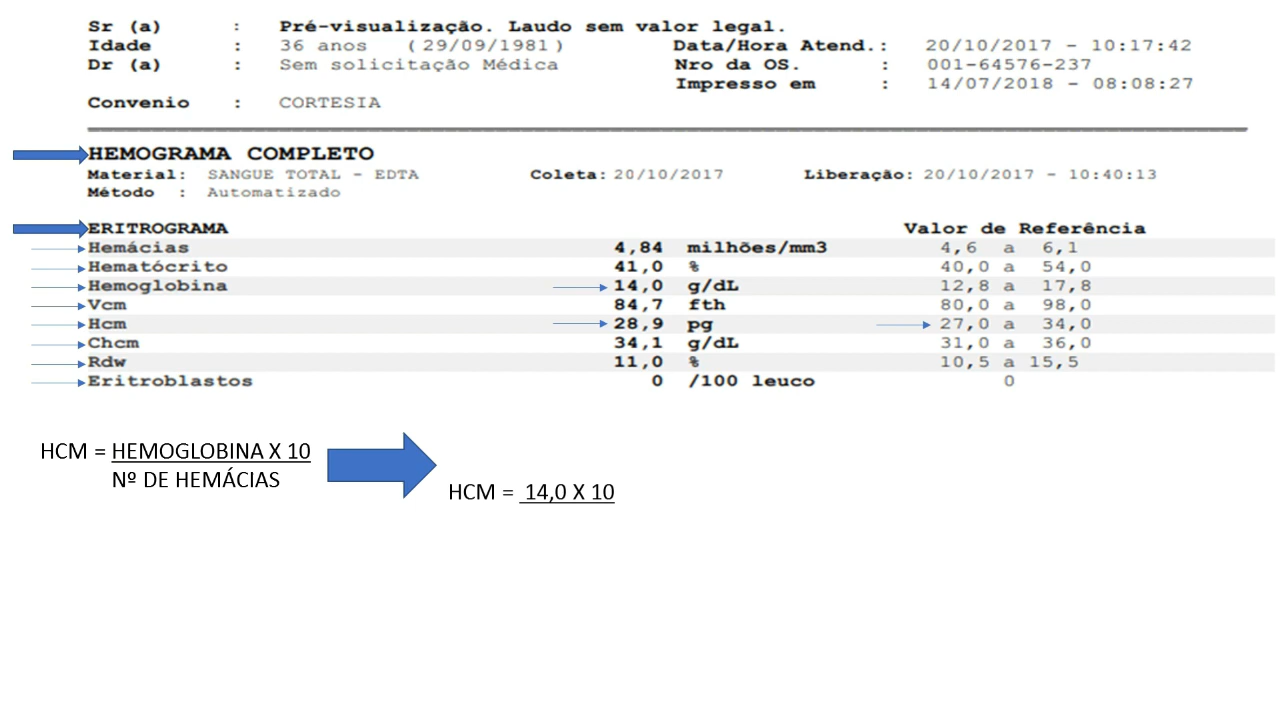 Sr (a) : Pré-visualização. Laudo sem valor legal.
Idade : 36 anos (29/09/1981) Data/Hora Atend.: 20/10/2017 - 10:17:42
Dr (a) : Sem solicitação Médica Nro da OS. : 001-64576-237
Impresso em : 14/07/2018 - 08:08:27
Convenio : CORTESIA
HEMOGRAMA COMPLETO
Material: SANGUE TOTAL - EDTA Coleta: 20/10/2017 Liberação: 20/10/2017 - 10:40:13
Método : Automatizado
ERITROGRAMA Valor de Referência
Hemácias 4,84 milhões/mm3 4,6 a 6,1
Hematócrito 41,0 % 40,0 a 54,0
Hemoglobina 14,0 g/dL 12,8 a 17,8
Vcm 84,7 fth 80,0 a 98,0
Hcm 28,9 pg 27,0 a 34,0
Chcm 34,1 g/dL 31,0 a 36,0
Rdw 11,0 % 10,5 a 15,5
Eritroblastos 0 /100 leuco 0
HCM = HEMOGLOBINA X 10
Nº DE HEMÁCIAS
HCM = 14,0 X 10